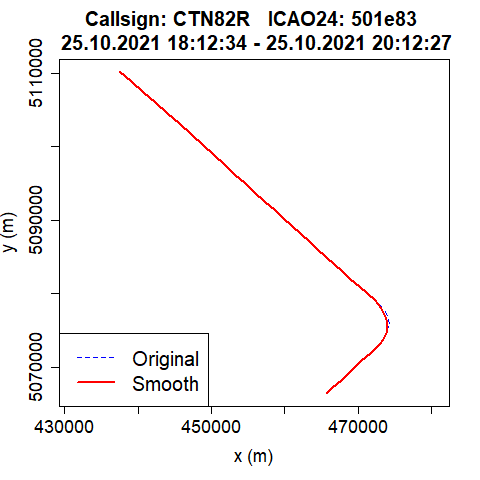 Callsign: CTN82R   ICAO24: 501e83
25.10.2021 18:12:34 - 25.10.2021 20:12:27
5110000
5090000
5070000
y (m)
Original
Smooth
430000 450000 470000
x (m)